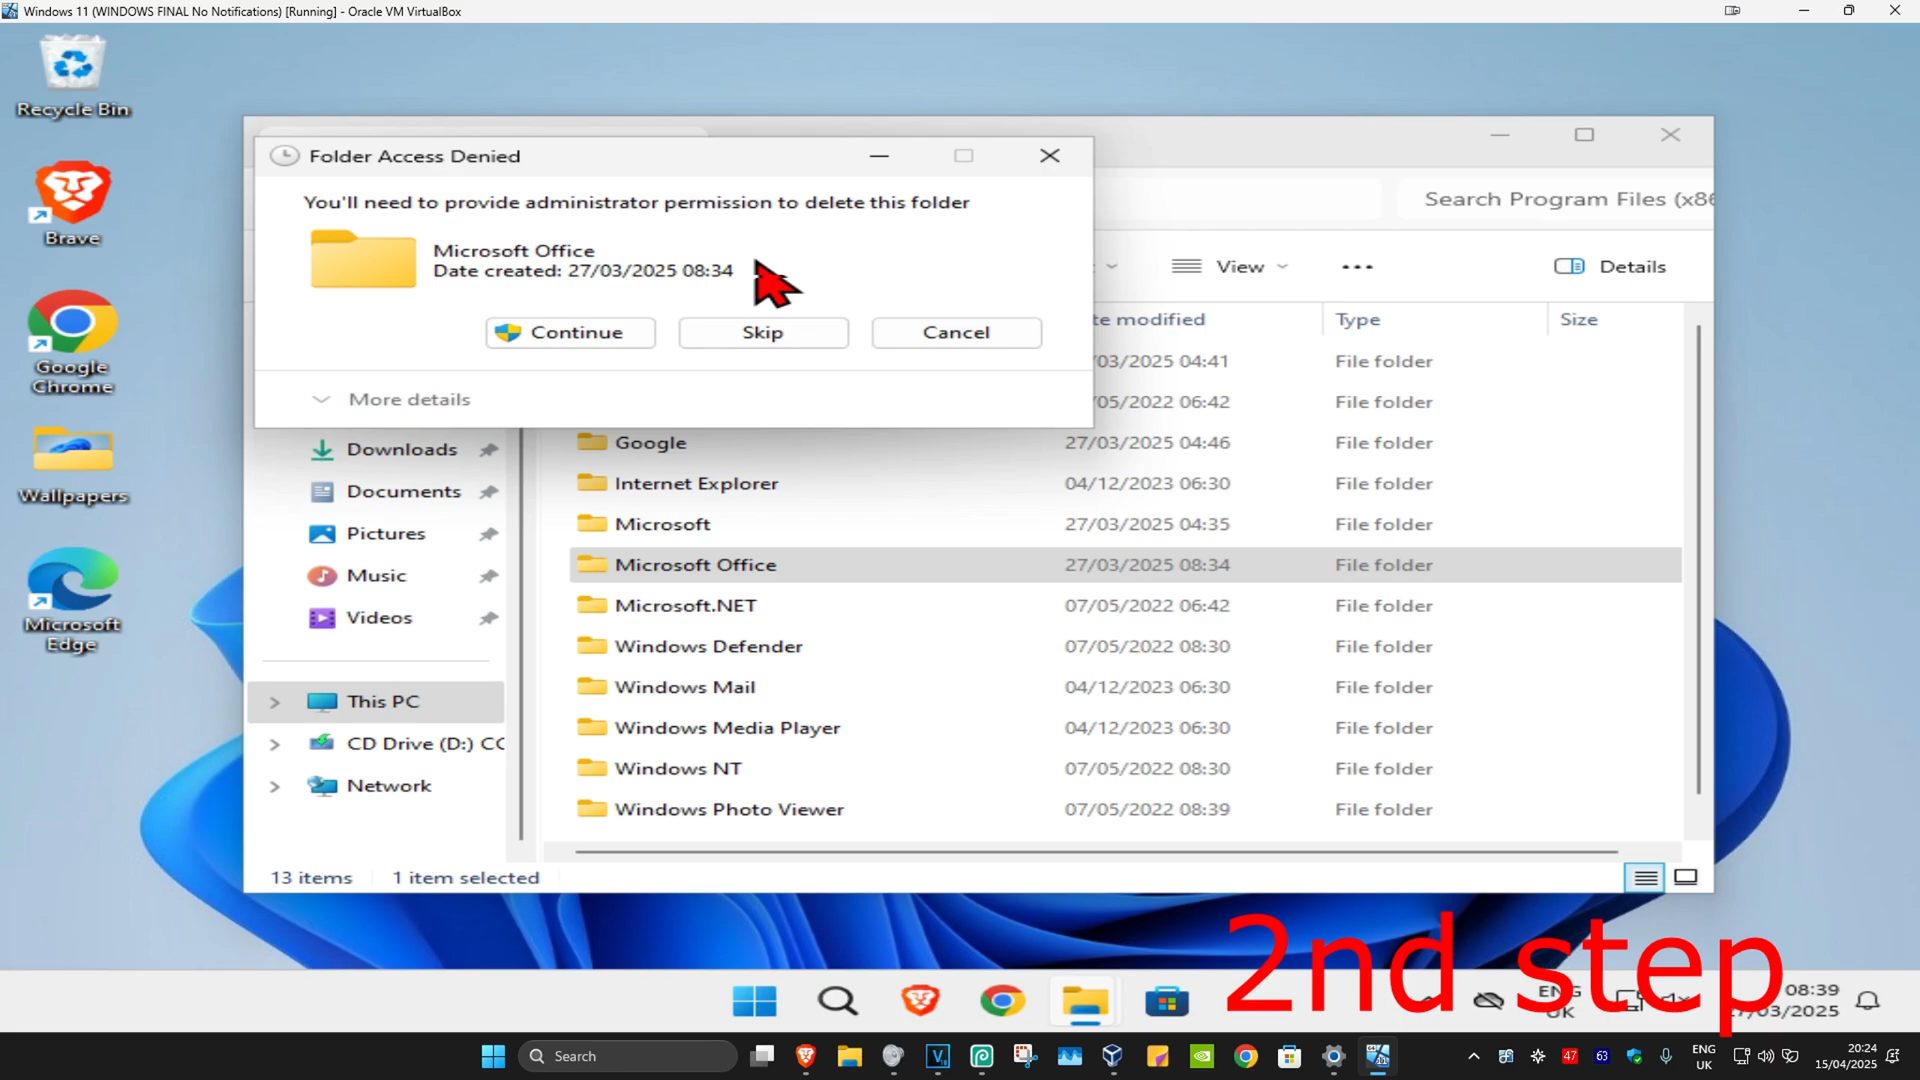 Windows 11 (WINDOWS FINAL No Notifications) [Running] - Oracle VM VirtualBox
Recycle Bin
Brave
Google
Chrome
Wallpapers
Microsoft
Edge
Folder Access Denied
You'll need to provide administrator permission to delete this folder
Microsoft Office
Date created: 27/03/2025 08:34
Continue
Skip
Cancel
More details
Search Program Files (x86
View
Details
te modified
Type
Size
/03/2025 04:41 File folder
/05/2022 06:42 File folder
Google 27/03/2025 04:46 File folder
Internet Explorer 04/12/2023 06:30 File folder
Microsoft 27/03/2025 04:35 File folder
Microsoft Office 27/03/2025 08:34 File folder
Microsoft.NET 07/05/2022 06:42 File folder
Windows Defender 07/05/2022 08:30 File folder
Windows Mail 04/12/2023 06:30 File folder
Windows Media Player 04/12/2023 06:30 File folder
Windows NT 07/05/2022 08:30 File folder
Windows Photo Viewer 07/05/2022 08:39 File folder
Downloads
Documents
Pictures
Music
Videos
This PC
CD Drive (D:) CC
Network
13 items
1 item selected
2nd step
ENG
UK
08:39
27/03/2025
Search
47
63
ENG
UK
20:24
15/04/2025